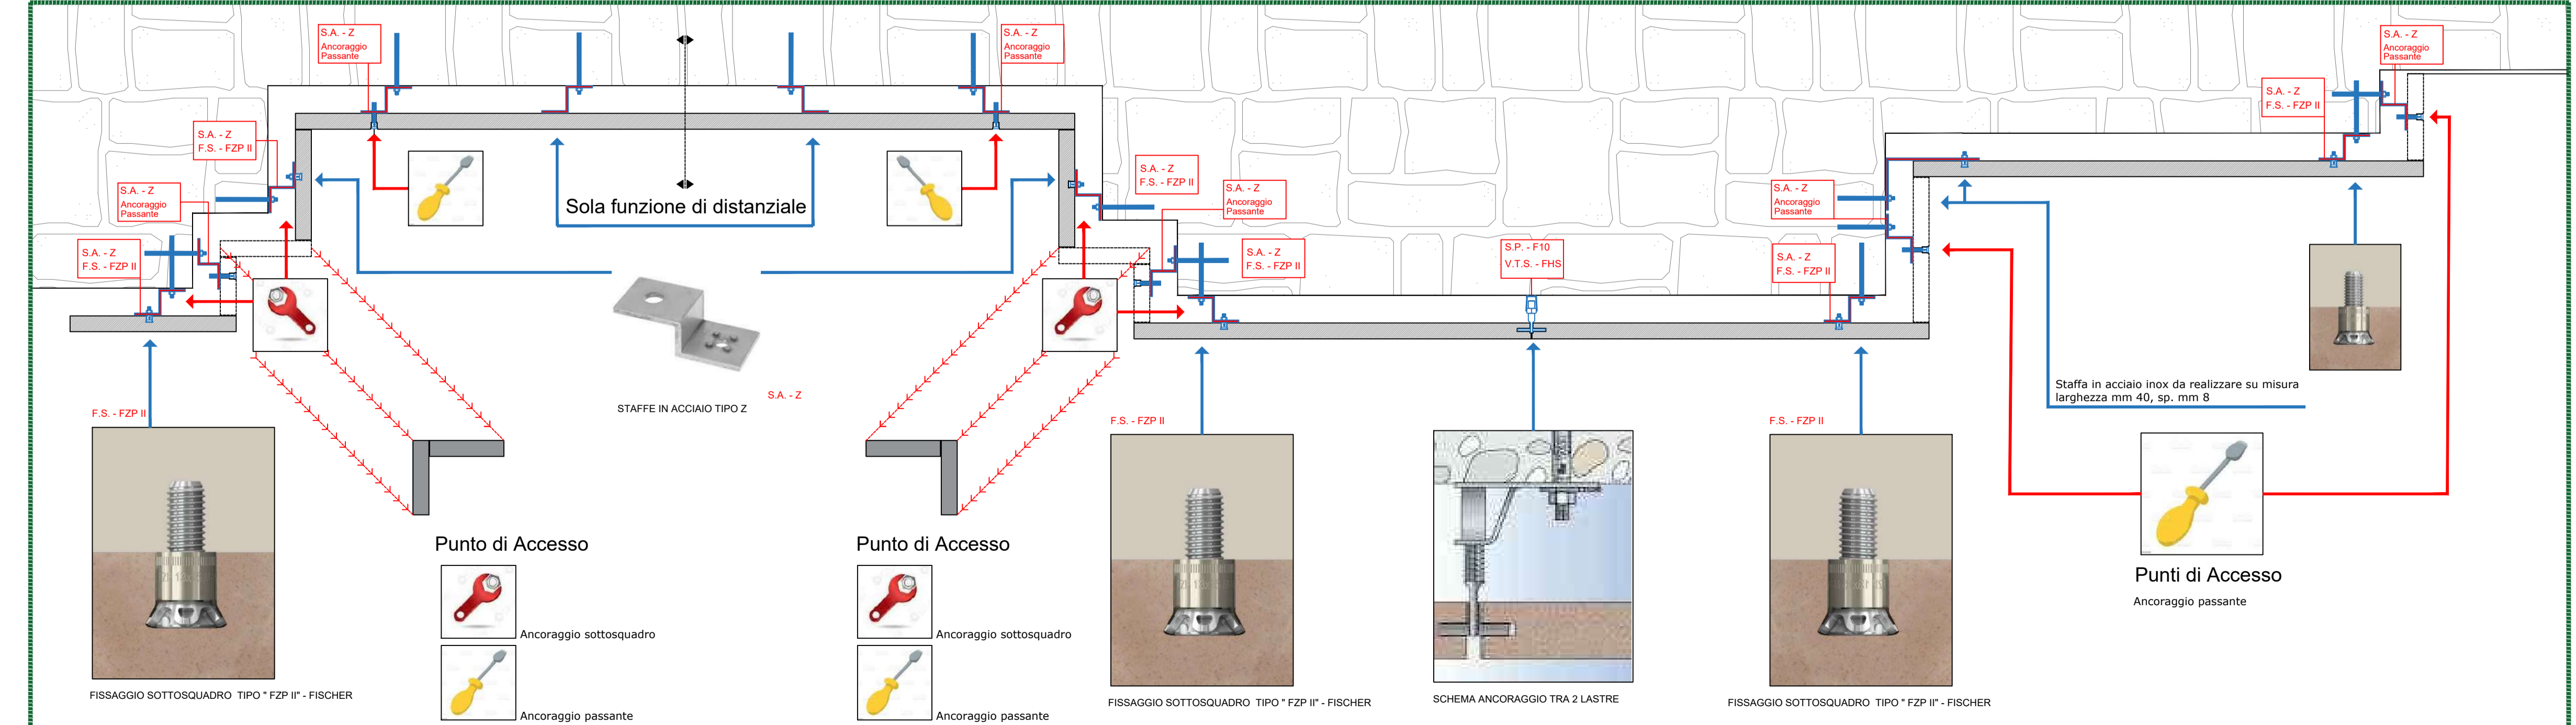 S.A. - Z
Ancoraggio
Passante
S.A. - Z
Ancoraggio
Passante
S.A. - Z
Ancoraggio
Passante
S.A. - Z
F.S. - FZP II
S.A. - Z
F.S. - FZP II
S.A. - Z
Ancoraggio
Passante
S.A. - Z
F.S. - FZP II
Sola funzione di distanziale
S.A. - Z
F.S. - FZP II
S.A. - Z
Ancoraggio
Passante
S.A. - Z
F.S. - FZP II
S.P. - F10
V.T.S. - FHS
S.A. - Z
Ancoraggio
Passante
S.A. - Z
F.S. - FZP II
Staffa in acciaio inox da realizzare su misura
larghezza mm 40, sp. mm 8
S.A. - Z
STAFFE IN ACCIAIO TIPO Z
F.S. - FZP II
F.S. - FZP II
F.S. - FZP II
Punto di Accesso
Ancoraggio sottosquadro
Ancoraggio passante
Punto di Accesso
Ancoraggio sottosquadro
Ancoraggio passante
Punti di Accesso
Ancoraggio passante
FISSAGGIO SOTTOSQUADRO TIPO " FZP II" - FISCHER
FISSAGGIO SOTTOSQUADRO TIPO " FZP II" - FISCHER
SCHEMA ANCORAGGIO TRA 2 LASTRE
FISSAGGIO SOTTOSQUADRO TIPO " FZP II" - FISCHER